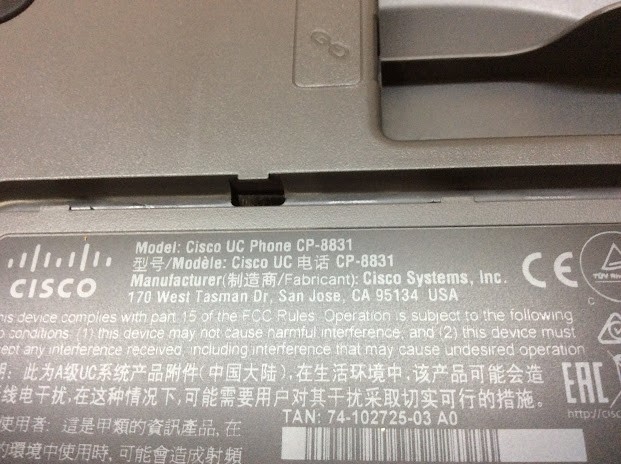 Model: Cisco UC Phone CP-8831
型号/Modèle: Cisco UC 电话 CP-8831
Manufacturer(制造商/Fabricant): Cisco Systems, Inc.
170 West Tasman Dr, San Jose, CA 95134 USA
CISCO
CE
TÜV
C
his device complies with part 15 of the FCC Rules. Operation is subject to the following
o conditions: (1) this device may not cause harmful interference, and (2) this device must
ept any interference received, including interference that may cause undesired operation
明: 此为A级UC系统产品附件(中国大陆), 在生活环境中, 该产品可能会造
线电干扰, 在这种情况下, 可能需要用户对其干扰采取切实可行的措施。
EAC
http://cisc
TAN: 74-102725-03 A0
使用者: 這是甲類的資訊產品, 在
的環境中使用時, 可能會造成射頻